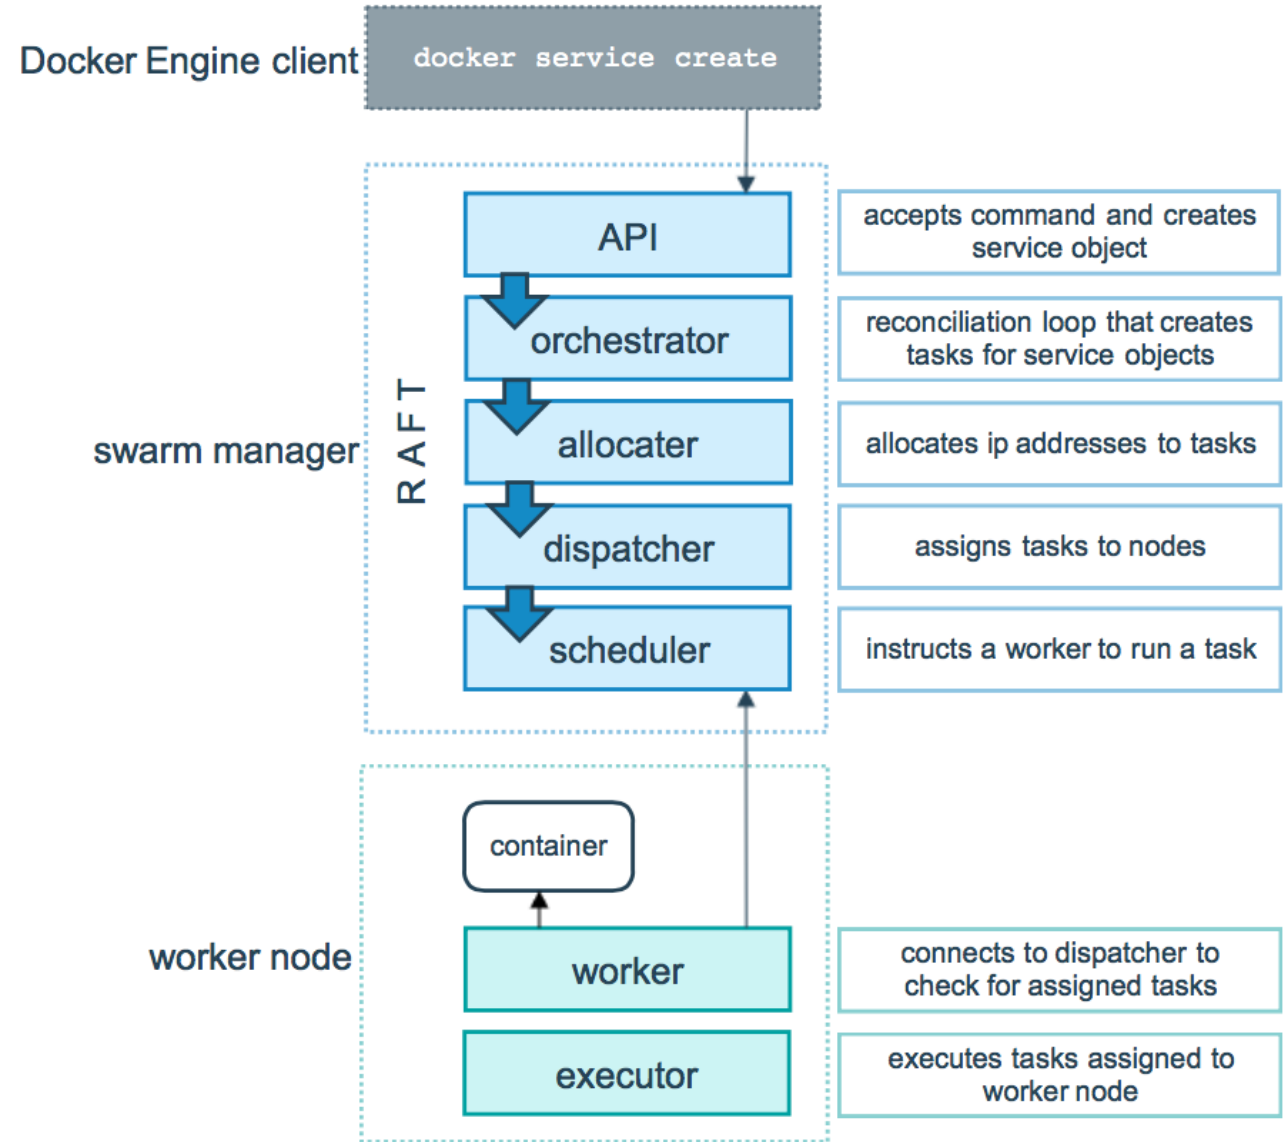 Docker Engine client
docker service create
swarm manager
RAFT
API
accepts command and creates
service object
orchestrator
reconciliation loop that creates
tasks for service objects
allocater
allocates ip addresses to tasks
dispatcher
assigns tasks to nodes
scheduler
instructs a worker to run a task
worker node
container
worker
connects to dispatcher to
check for assigned tasks
executor
executes tasks assigned to
worker node